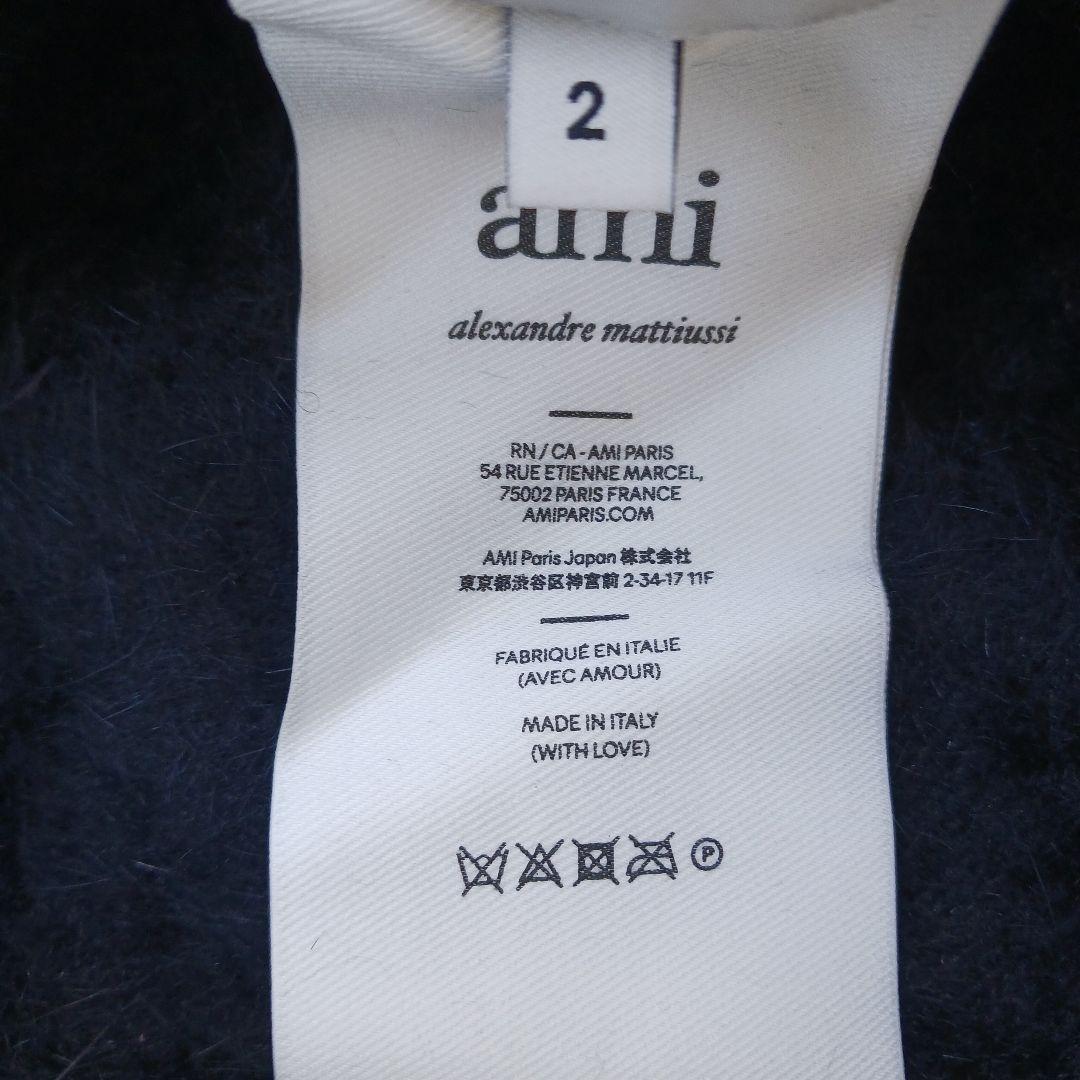 2
ami
alexandre mattiussi
RN / CA - AMI PARIS
54 RUE ETIENNE MARCEL,
75002 PARIS FRANCE
AMIPARIS.COM
AMI Paris Japan 株式会社
東京都渋谷区神宮前 2-34-17 11F
FABRIQUÉ EN ITALIE
(AVEC AMOUR)
MADE IN ITALY
(WITH LOVE)
P